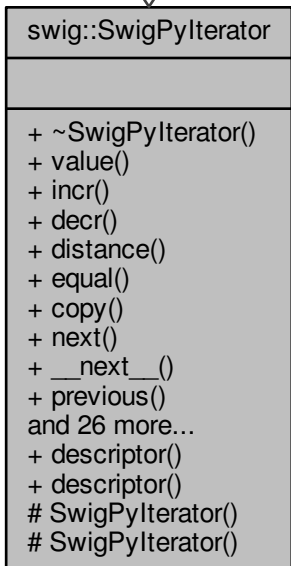 swig::SwigPyIterator
+ ~SwigPyIterator()
+ value()
+ incr()
+ decr()
+ distance()
+ equal()
+ copy()
+ next()
+ __next__()
+ previous()
and 26 more...
+ descriptor()
+ descriptor()
# SwigPyIterator()
# SwigPyIterator()